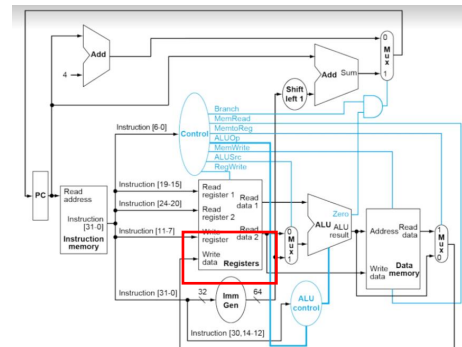 0
M
u
x
1
Add
4
Add Sum
Shift
left 1
Branch
MemRead
MemtoReg
ALUOp
MemWrite
ALUSrc
RegWrite
Instruction [6-0]
Control
PC
Read
address
Instruction
[31-0]
Instruction
memory
Instruction [19-15]
Instruction [24-20]
Instruction [11-7]
Instruction [31-0]
Instruction [30,14-12]
Read
register 1
Read
data 1
Read
register 2
Write
register
Read
data 2
Write
data
Registers
0
M
u
x
1
Zero
ALU ALU
result
Address
Read
data
Write
data
Data
memory
1
M
u
x
0
32
Imm
Gen
64
ALU
control